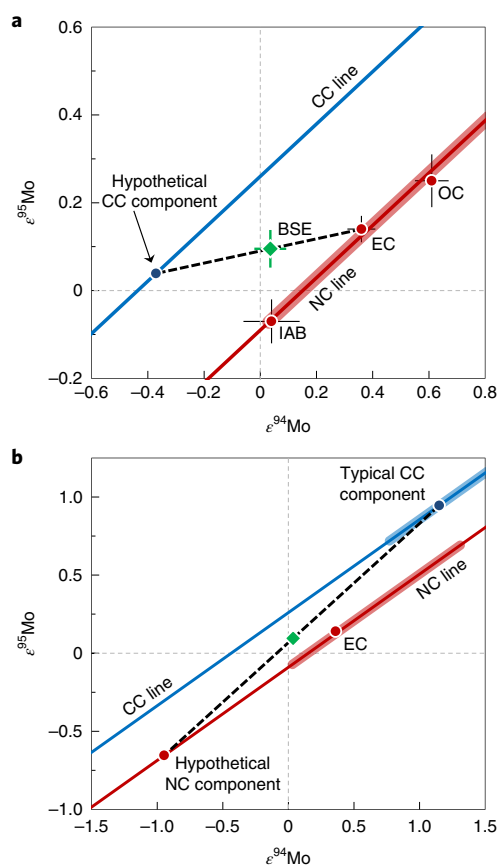 a
0.6
0.4
0.2
0
−0.2
ε95Mo
CC line
Hypothetical
CC component
BSE
EC
OC
NC line
IAB
−0.6
−0.4
−0.2
0
0.2
0.4
0.6
0.8
ε94Mo
b
1.0
0.5
0
−0.5
−1.0
ε95Mo
Typical CC
component
NC line
EC
CC line
Hypothetical
NC component
−1.5
−1.0
−0.5
0
0.5
1.0
1.5
ε94Mo